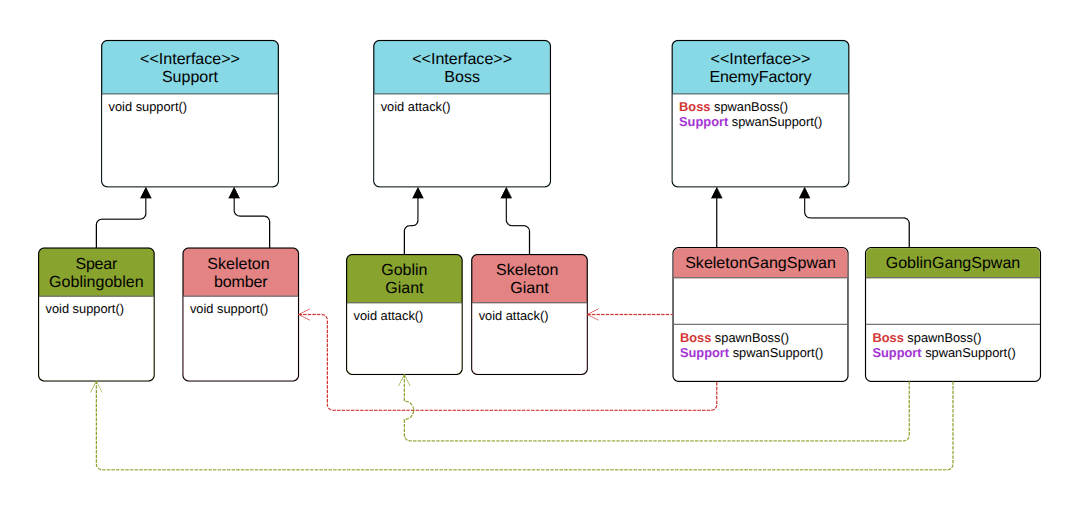 <<Interface>>
Support
void support()
<<Interface>>
Boss
void attack()
<<Interface>>
EnemyFactory
Boss spwanBoss()
Support spwanSupport()
Spear
Goblingoblen
void support()
Skeleton
bomber
void support()
Goblin
Giant
void attack()
Skeleton
Giant
void attack()
SkeletonGangSpwan
Boss spawnBoss()
Support spwanSupport()
GoblinGangSpwan
Boss spawnBoss()
Support spwanSupport()